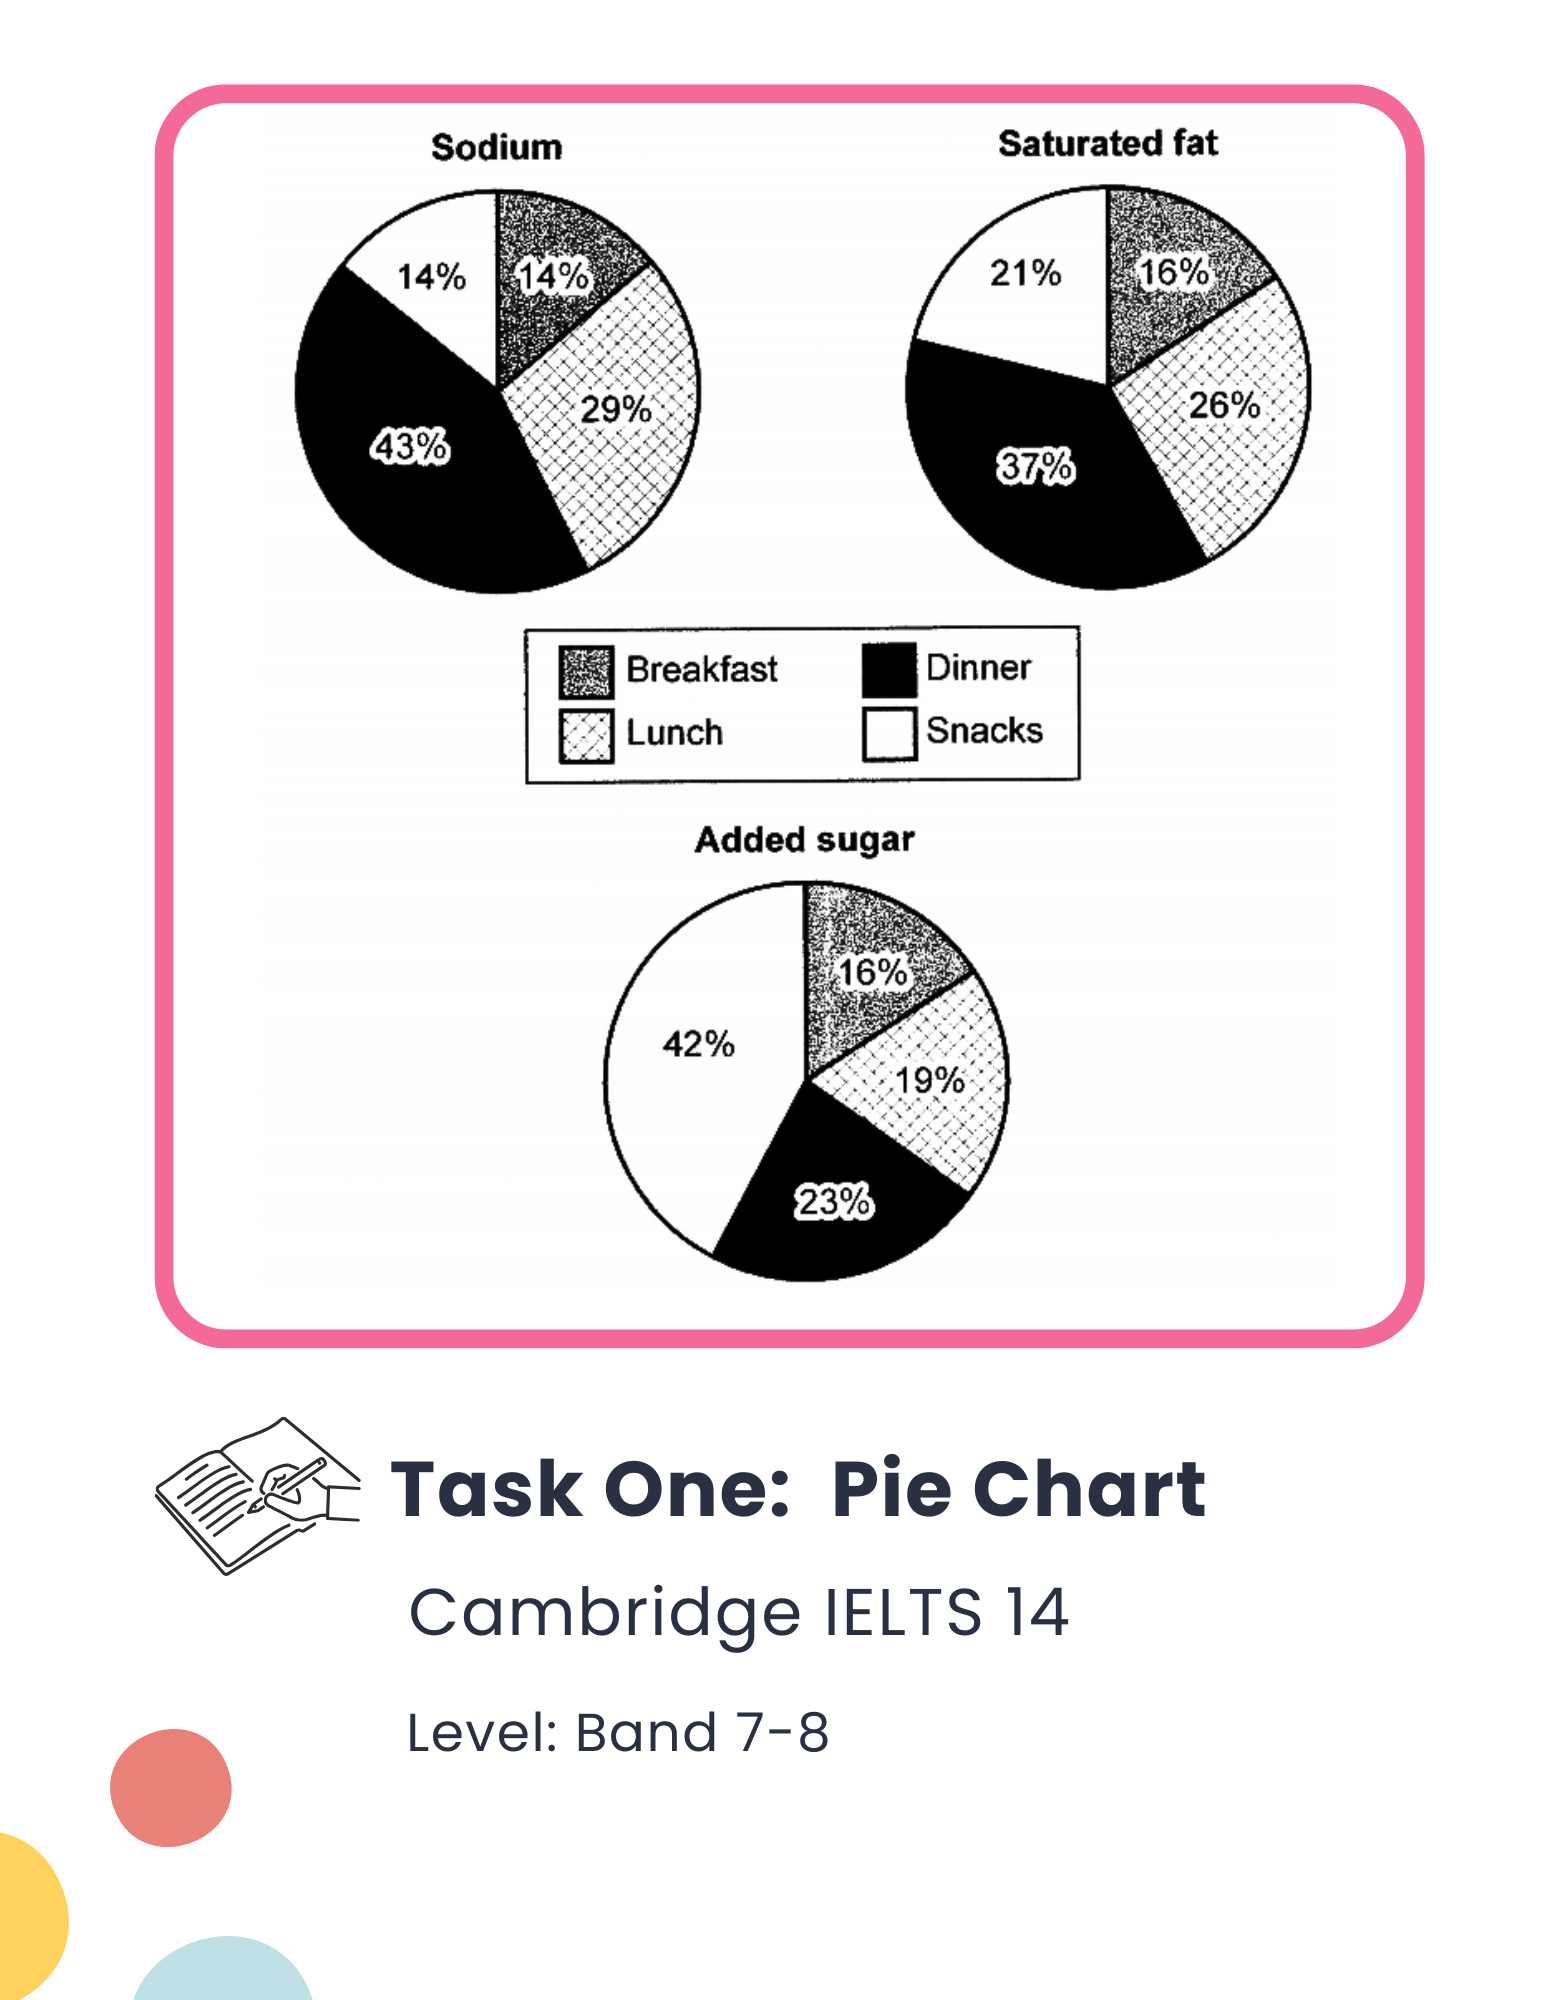 Sodium
14%
14%
29%
43%
Saturated fat
21%
16%
26%
37%
Breakfast
Dinner
Lunch
Snacks
Added sugar
16%
42%
19%
23%
Task One: Pie Chart
Cambridge IELTS 14
Level: Band 7-8